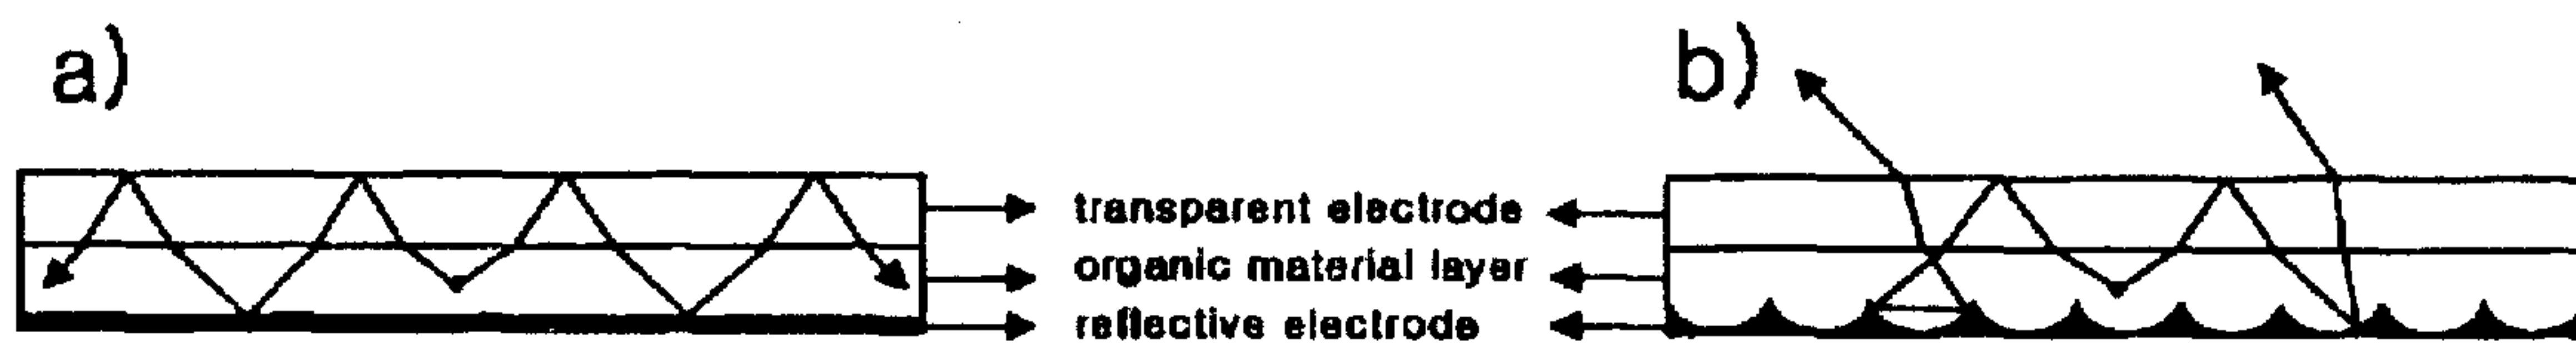 a)
b)
transparent electrode
organic material layer
reflective electrode